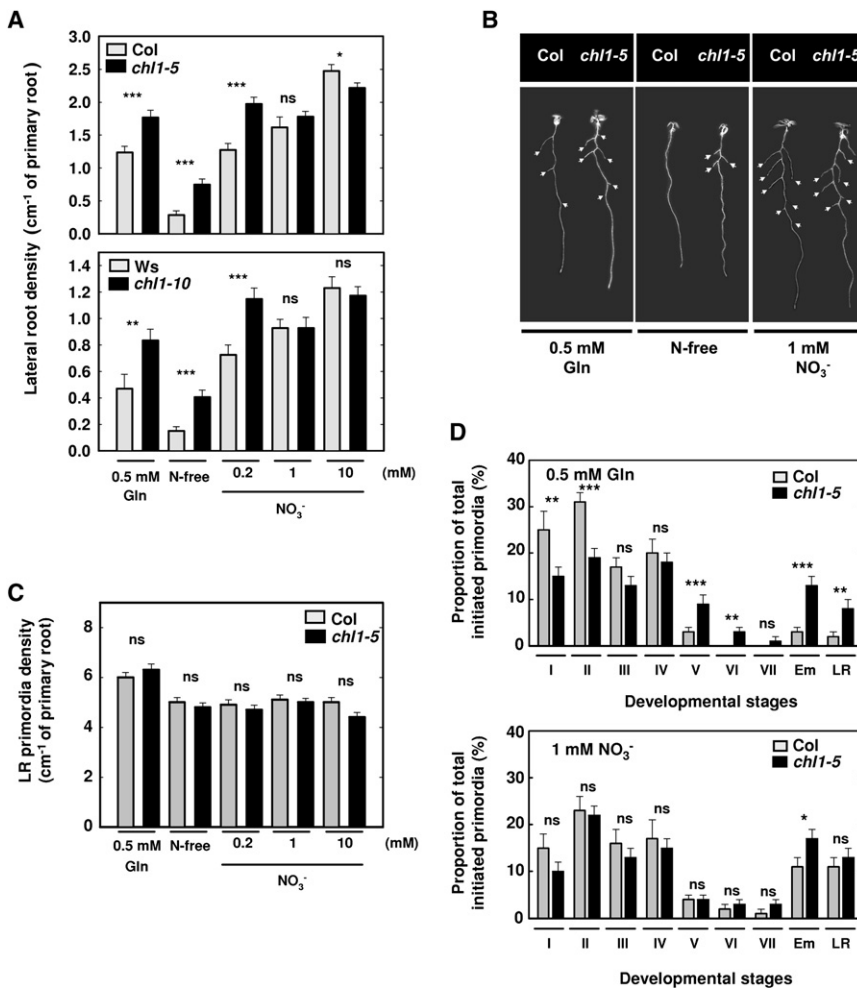 A
Lateral root density (cm⁻¹ of primary root)
Col
chl1-5
3.0
2.5
2.0
1.5
1.0
0.5
0.0
***
***
***
ns
*
Ws
chl1-10
1.4
1.2
1.0
0.8
0.6
0.4
0.2
0.0
**
***
***
ns
ns
0.5 mM
Gln
N-free
0.2
1
10
(mM)
NO₃⁻
B
Col chl1-5
Col chl1-5
Col chl1-5
0.5 mM
Gln
N-free
1 mM
NO₃⁻
C
LR primordia density
(cm⁻¹ of primary root)
Col
chl1-5
8
6
4
2
0
ns
ns
ns
ns
ns
0.5 mM
Gln
N-free
0.2
1
10
(mM)
NO₃⁻
D
Proportion of total
initiated primordia (%)
0.5 mM Gln
Col
chl1-5
40
30
20
10
0
**
***
ns
ns
***
**
ns
***
**
I II III IV V VI VII Em LR
Developmental stages
Proportion of total
initiated primordia (%)
1 mM NO₃⁻
Col
chl1-5
40
30
20
10
0
ns
ns
ns
ns
ns
ns
ns
*
ns
I II III IV V VI VII Em LR
Developmental stages